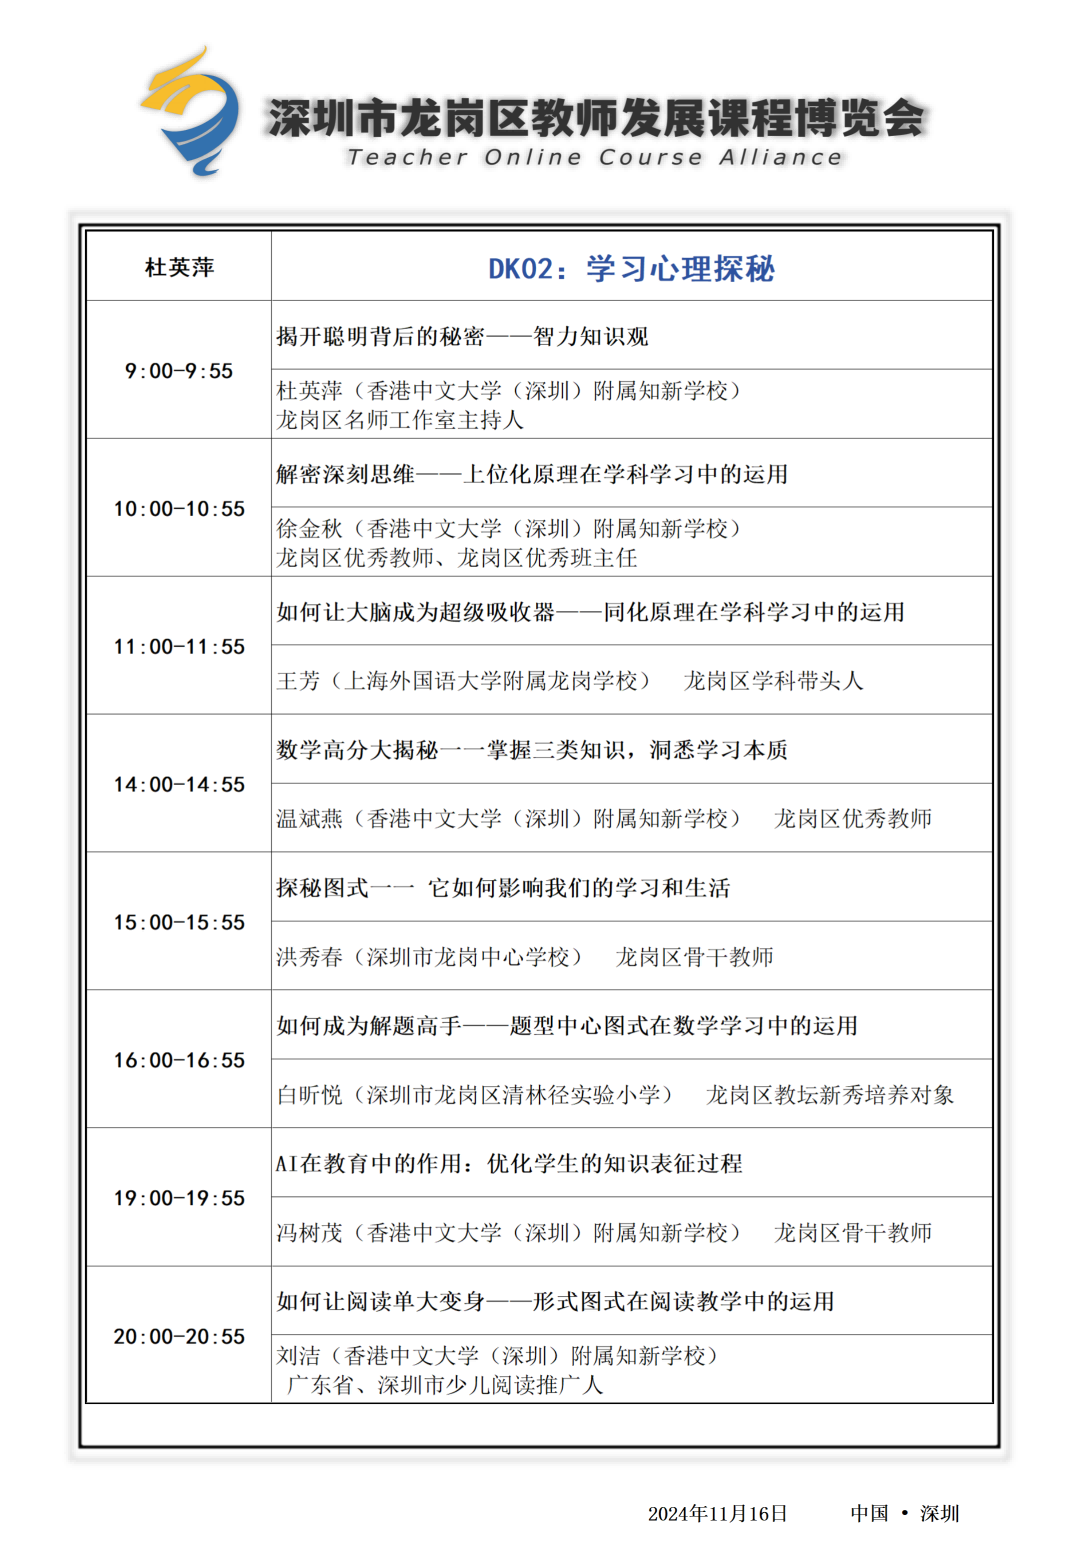 深圳市龙岗区教师发展课程博览会
Teacher Online Course Alliance
杜英萍
DK02：学习心理探秘
9:00-9:55
揭开聪明背后的秘密——智力知识观
杜英萍（香港中文大学（深圳）附属知新学校）
龙岗区名师工作室主持人
10:00-10:55
解密深刻思维——上位化原理在学科学习中的运用
徐金秋（香港中文大学（深圳）附属知新学校）
龙岗区优秀教师、龙岗区优秀班主任
11:00-11:55
如何让大脑成为超级吸收器——同化原理在学科学习中的运用
王芳（上海外国语大学附属龙岗学校） 龙岗区学科带头人
14:00-14:55
数学高分大揭秘一一掌握三类知识，洞悉学习本质
温斌燕（香港中文大学（深圳）附属知新学校） 龙岗区优秀教师
15:00-15:55
探秘图式一一 它如何影响我们的学习和生活
洪秀春（深圳市龙岗中心学校） 龙岗区骨干教师
16:00-16:55
如何成为解题高手——题型中心图式在数学学习中的运用
白昕悦（深圳市龙岗区清林径实验小学） 龙岗区教坛新秀培养对象
19:00-19:55
AI在教育中的作用：优化学生的知识表征过程
冯树茂（香港中文大学（深圳）附属知新学校） 龙岗区骨干教师
20:00-20:55
如何让阅读单大变身——形式图式在阅读教学中的运用
刘洁（香港中文大学（深圳）附属知新学校）
广东省、深圳市少儿阅读推广人
2024年11月16日 中国 • 深圳